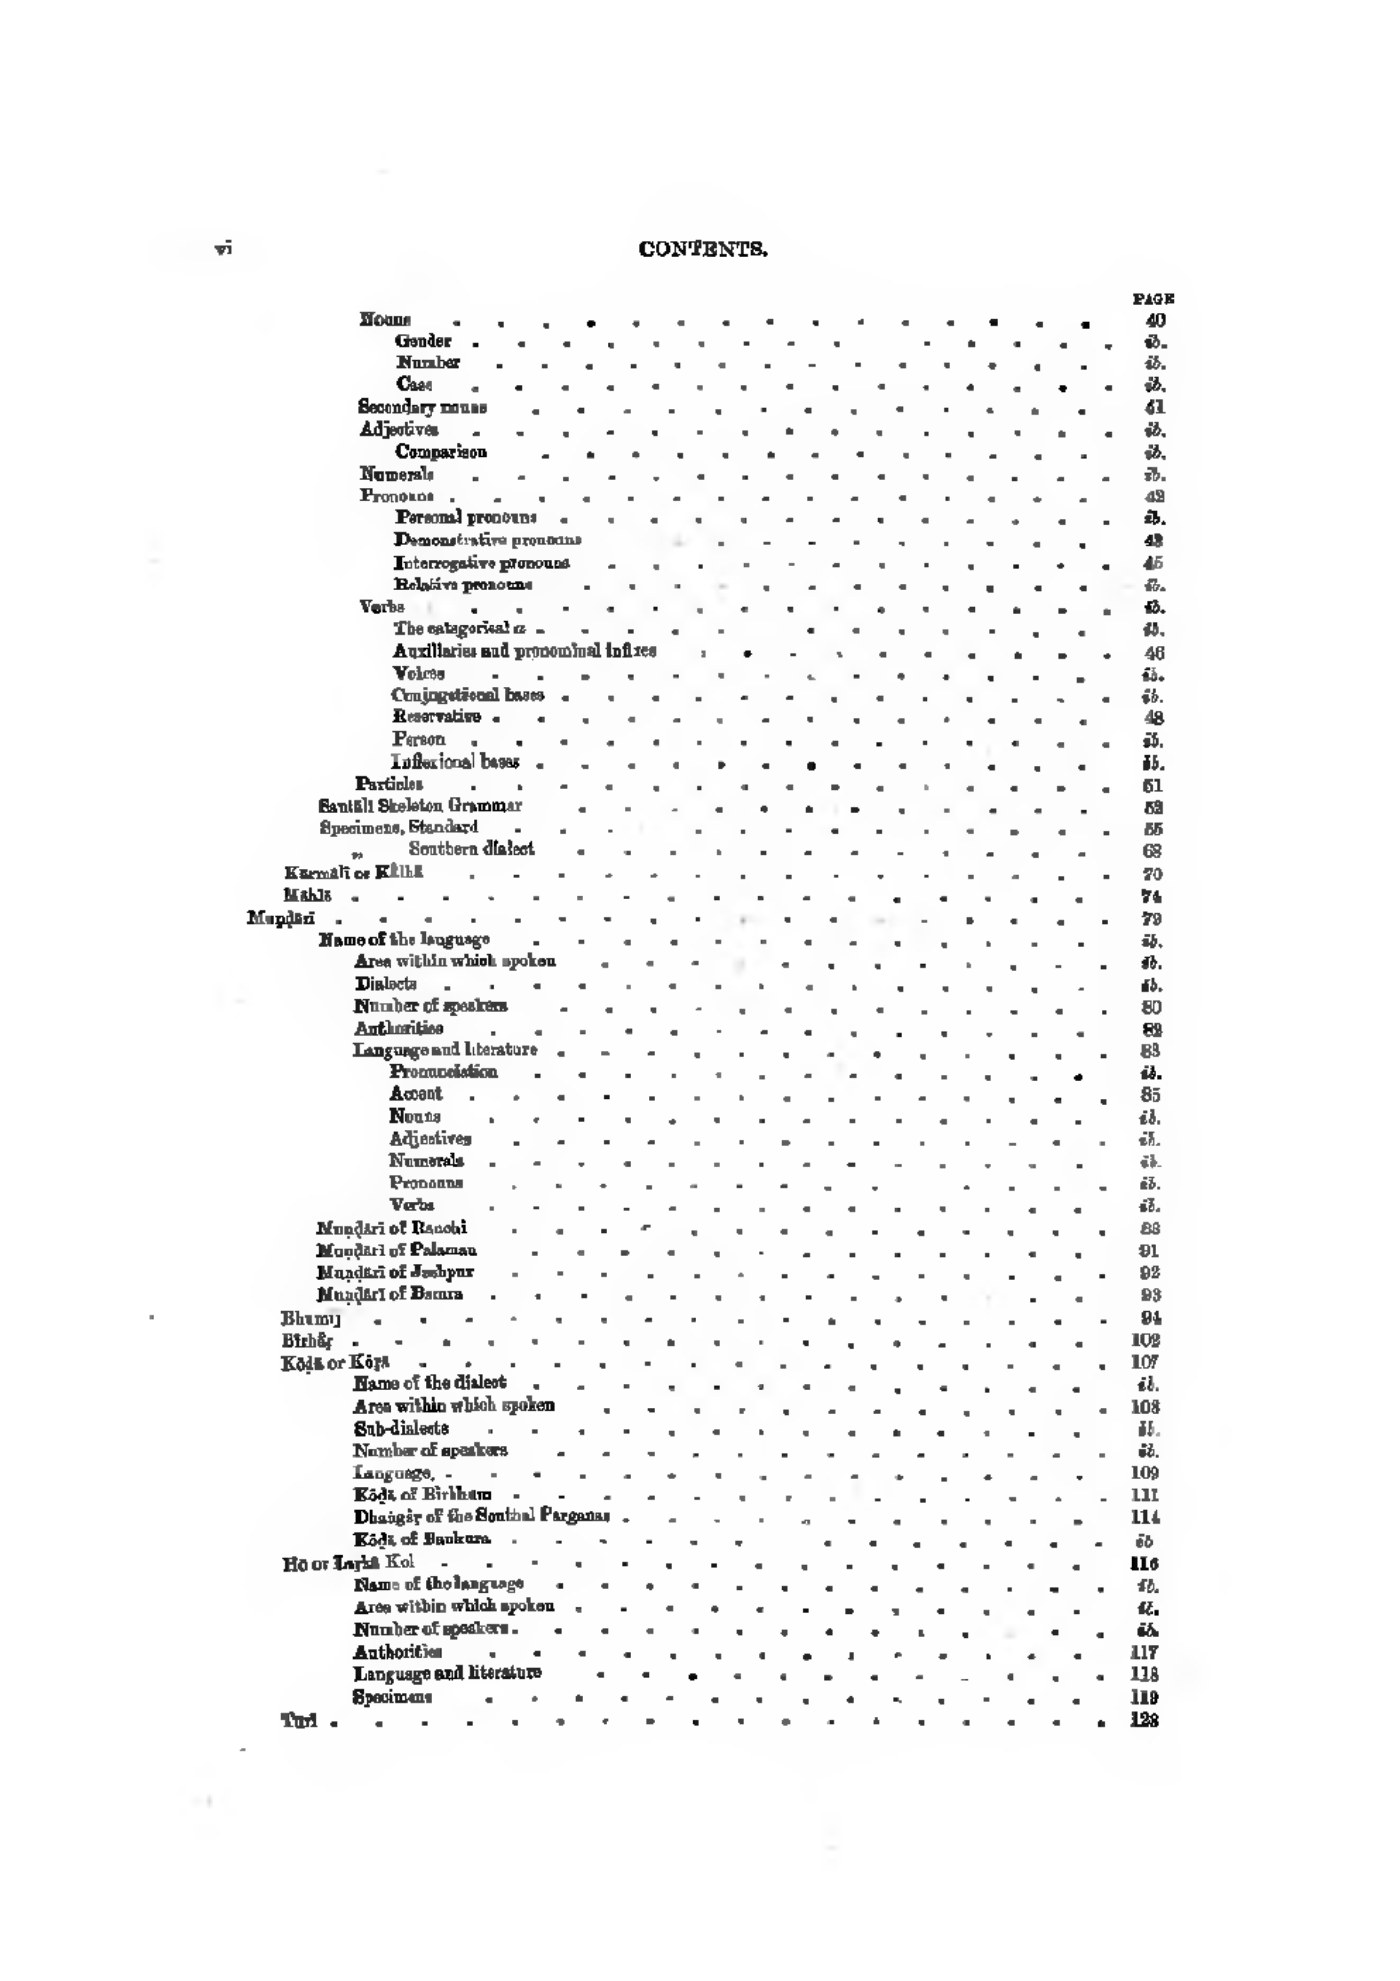 vi CONTENTS.
PAGE
Nouns 40
Gender ib.
Number ib.
Case ib.
Secondary nouns 41
Adjectives ib.
Comparison ib.
Numerals ib.
Pronouns 42
Personal pronouns ib.
Demonstrative pronouns 43
Interrogative pronouns 45
Relative pronouns ib.
Verbs ib.
The categorical a ib.
Auxiliaries and pronominal infixes 46
Voices ib.
Conjugational bases ib.
Reservative 48
Person ib.
Inflexional bases ib.
Particles 51
Santālī Skeleton Grammar 52
Specimens, Standard 55
„ Southern dialect 68
Kārmālī or Kālhā 70
Māhlē 74
Muṇḍārī 79
Name of the language ib.
Area within which spoken ib.
Dialects ib.
Number of speakers 80
Authorities 82
Language and literature 83
Pronunciation ib.
Accent 85
Nouns ib.
Adjectives ib.
Numerals ib.
Pronouns ib.
Verbs ib.
Muṇḍārī of Ranchi 88
Muṇḍārī of Palamau 91
Muṇḍārī of Jashpur 92
Muṇḍārī of Bamra 93
Bhumij 94
Bīrhāṛ 102
Kōḍā or Kōṛā 107
Name of the dialect ib.
Area within which spoken 108
Sub-dialects ib.
Number of speakers ib.
Language. 109
Kōḍā of Birbhum 111
Dhangāṛ of the Sonthal Parganas 114
Kōḍā of Bankura ib
Hō or Laṛkā Kol 116
Name of the language ib.
Area within which spoken ib.
Number of speakers ib.
Authorities 117
Language and literature 118
Specimens 119
Tūrī 128